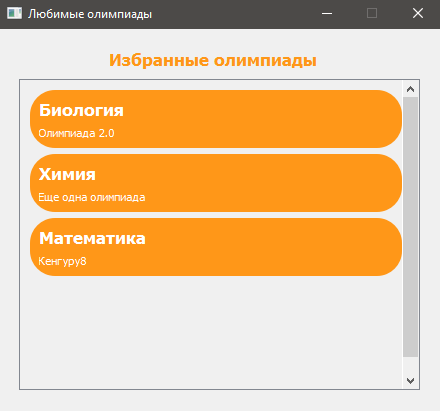 Любимые олимпиады
Избранные олимпиады
Биология
Олимпиада 2.0
Химия
Еще одна олимпиада
Математика
Кенгуру8